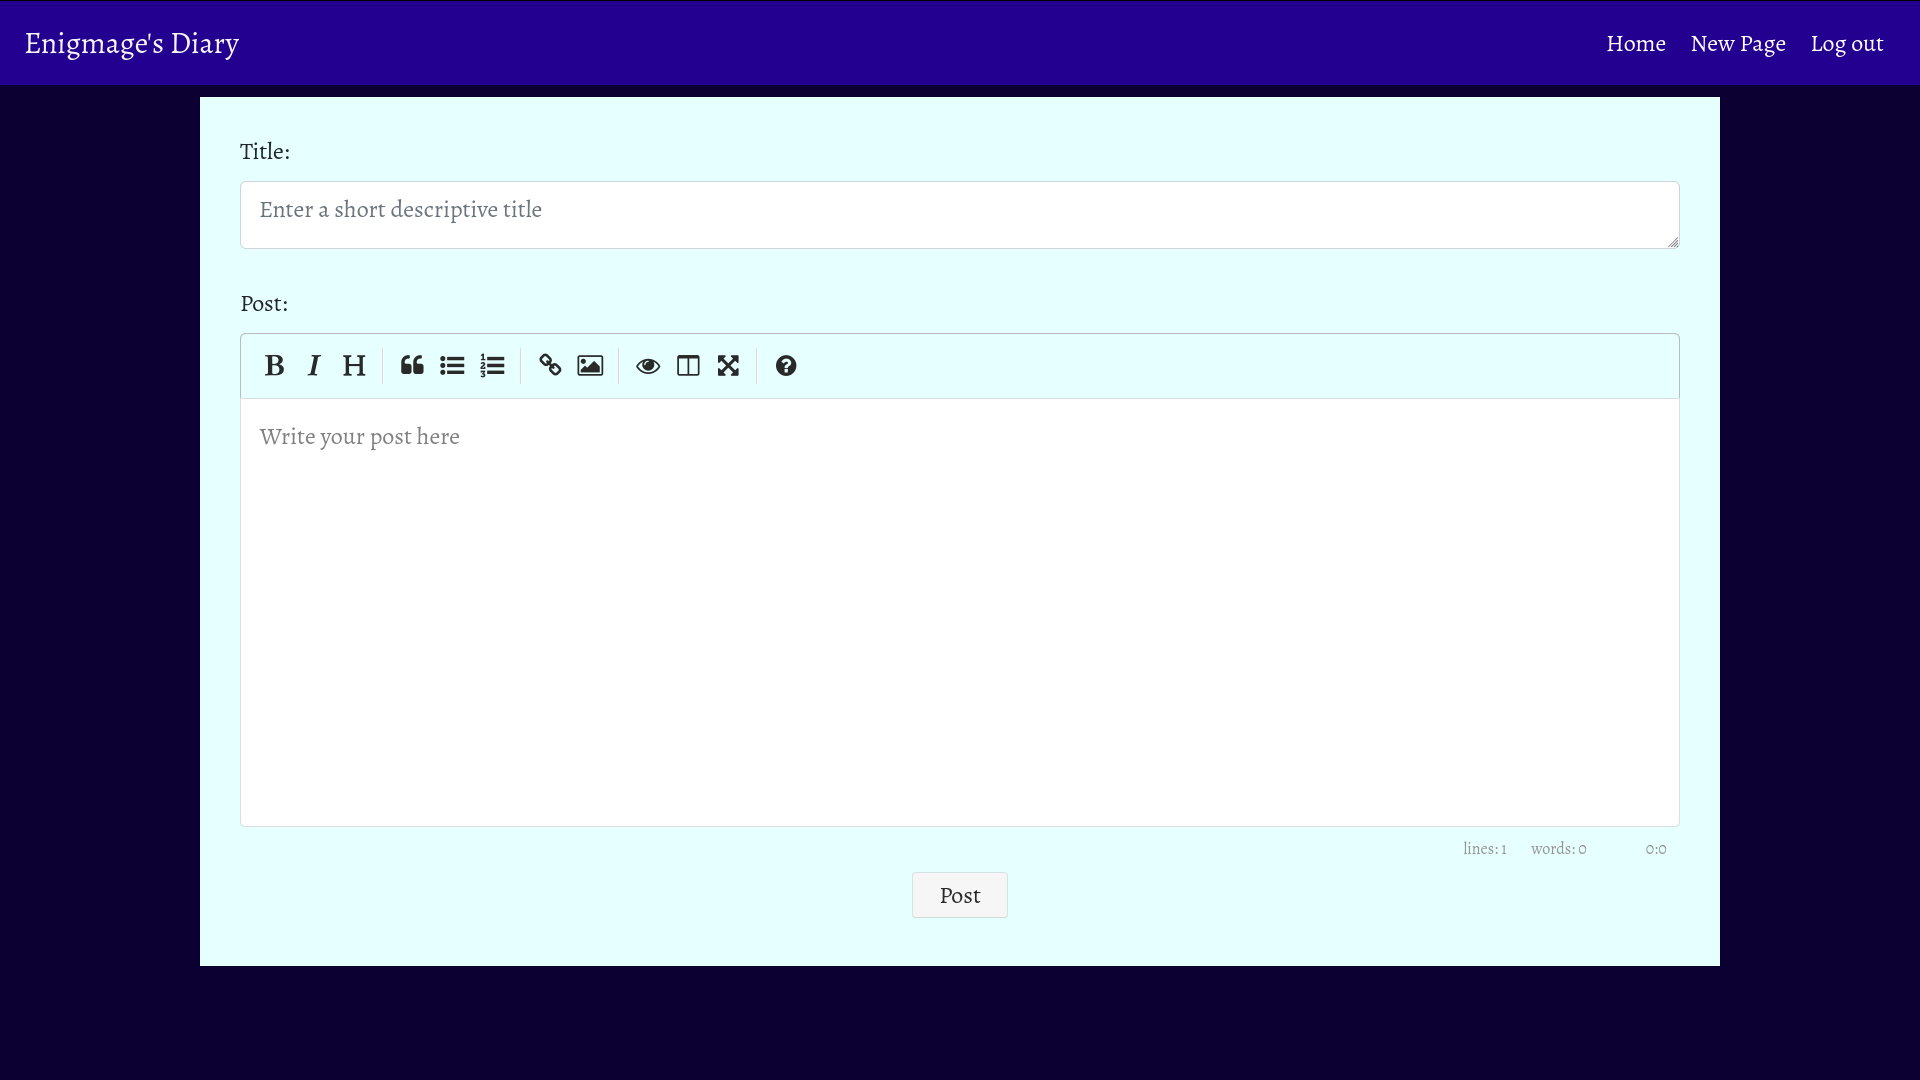 Enigmage's Diary
Home New Page Log out
Title:
Enter a short descriptive title
Post:
B I H
Write your post here
lines: 1 words: 0 0:0
Post